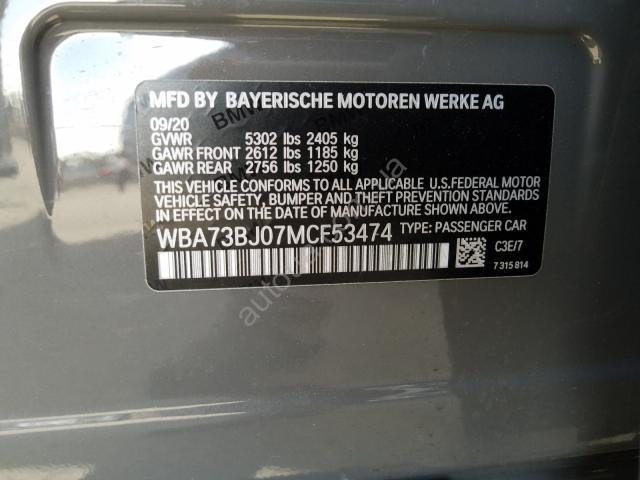 MFD BY BAYERISCHE MOTOREN WERKE AG
09/20
GVWR 5302 lbs 2405 kg
GAWR FRONT 2612 lbs 1185 kg
GAWR REAR 2756 lbs 1250 kg
THIS VEHICLE CONFORMS TO ALL APPLICABLE U.S.FEDERAL MOTOR
VEHICLE SAFETY, BUMPER AND THEFT PREVENTION STANDARDS
IN EFFECT ON THE DATE OF MANUFACTURE SHOWN ABOVE.
WBA73BJ07MCF53474 TYPE: PASSENGER CAR
C3E/7
7 315 814